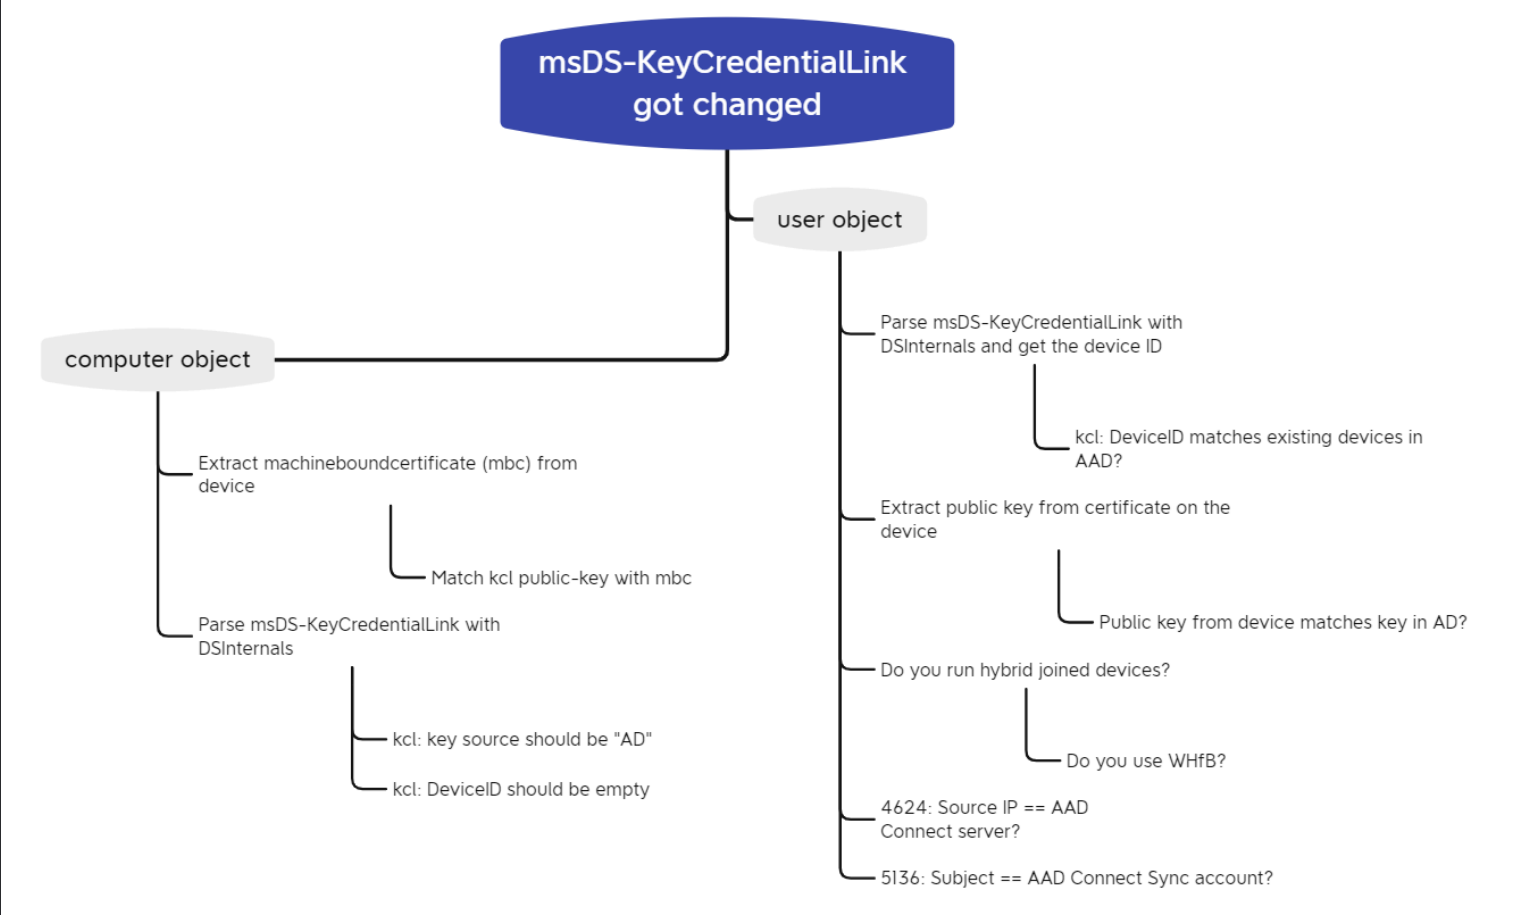 msDS-KeyCredentialLink
got changed
user object
Parse msDS-KeyCredentialLink with
DSInternals and get the device ID
kcl: DeviceID matches existing devices in
AAD?
Extract public key from certificate on the
device
Public key from device matches key in AD?
Do you run hybrid joined devices?
Do you use WHfB?
4624: Source IP == AAD
Connect server?
5136: Subject == AAD Connect Sync account?
computer object
Extract machineboundcertificate (mbc) from
device
Match kcl public-key with mbc
Parse msDS-KeyCredentialLink with
DSInternals
kcl: key source should be "AD"
kcl: DeviceID should be empty